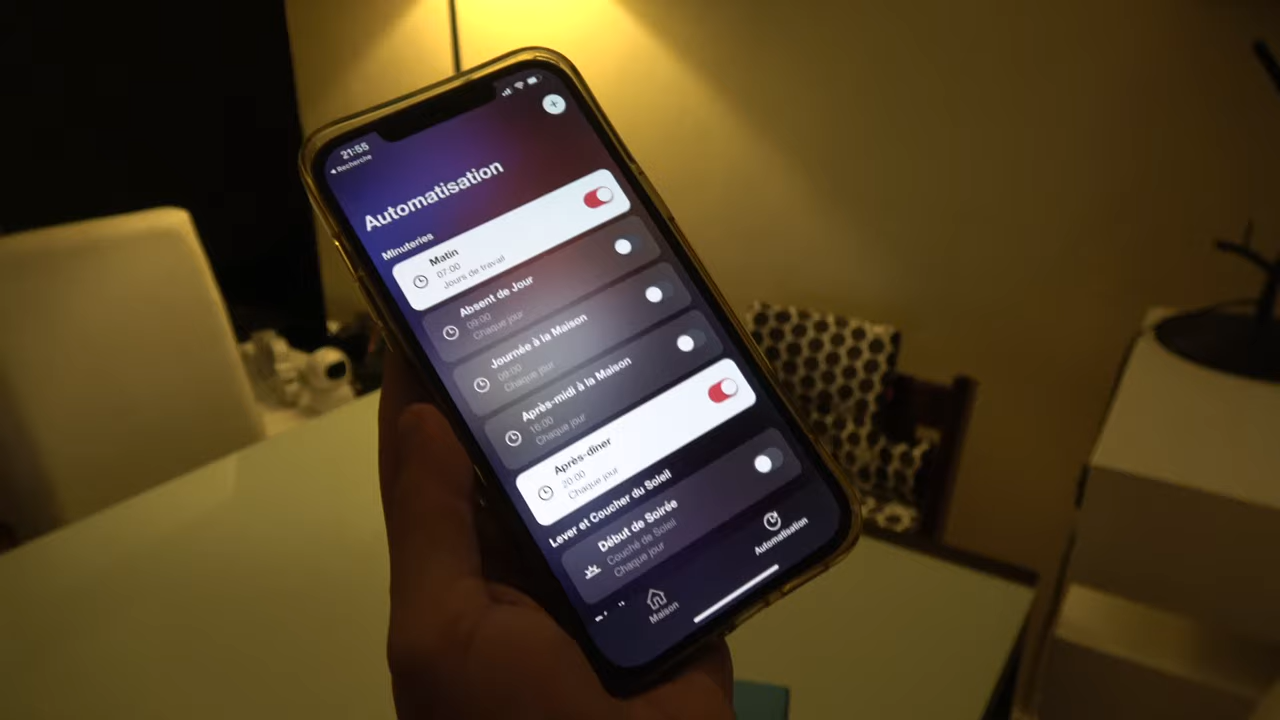 21:55
◀ Recherche
Automatisation
Minuteries
Matin
07:00
Jours de travail
Absent de Jour
09:00
Chaque jour
Journée à la Maison
09:00
Chaque jour
Après-midi à la Maison
16:00
Chaque jour
Après-dîner
20:00
Chaque jour
Lever et Coucher du Soleil
Début de Soirée
Couché de Soleil
Chaque jour
Maison
Automatisation